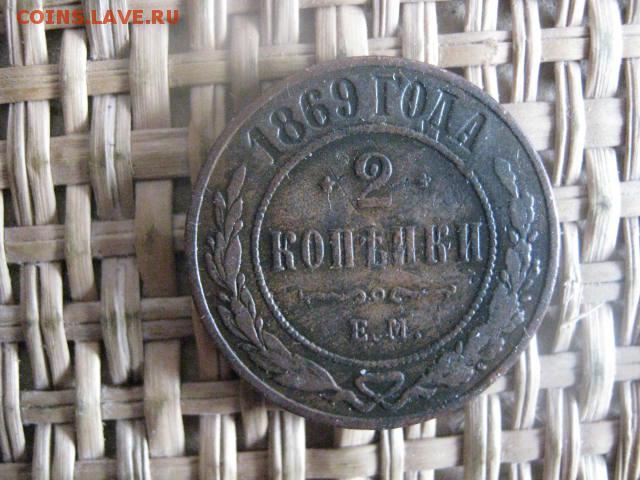 COINS.LAVE.RU
1869 ГОДА
2
КОПѢЙКИ
Е.М.